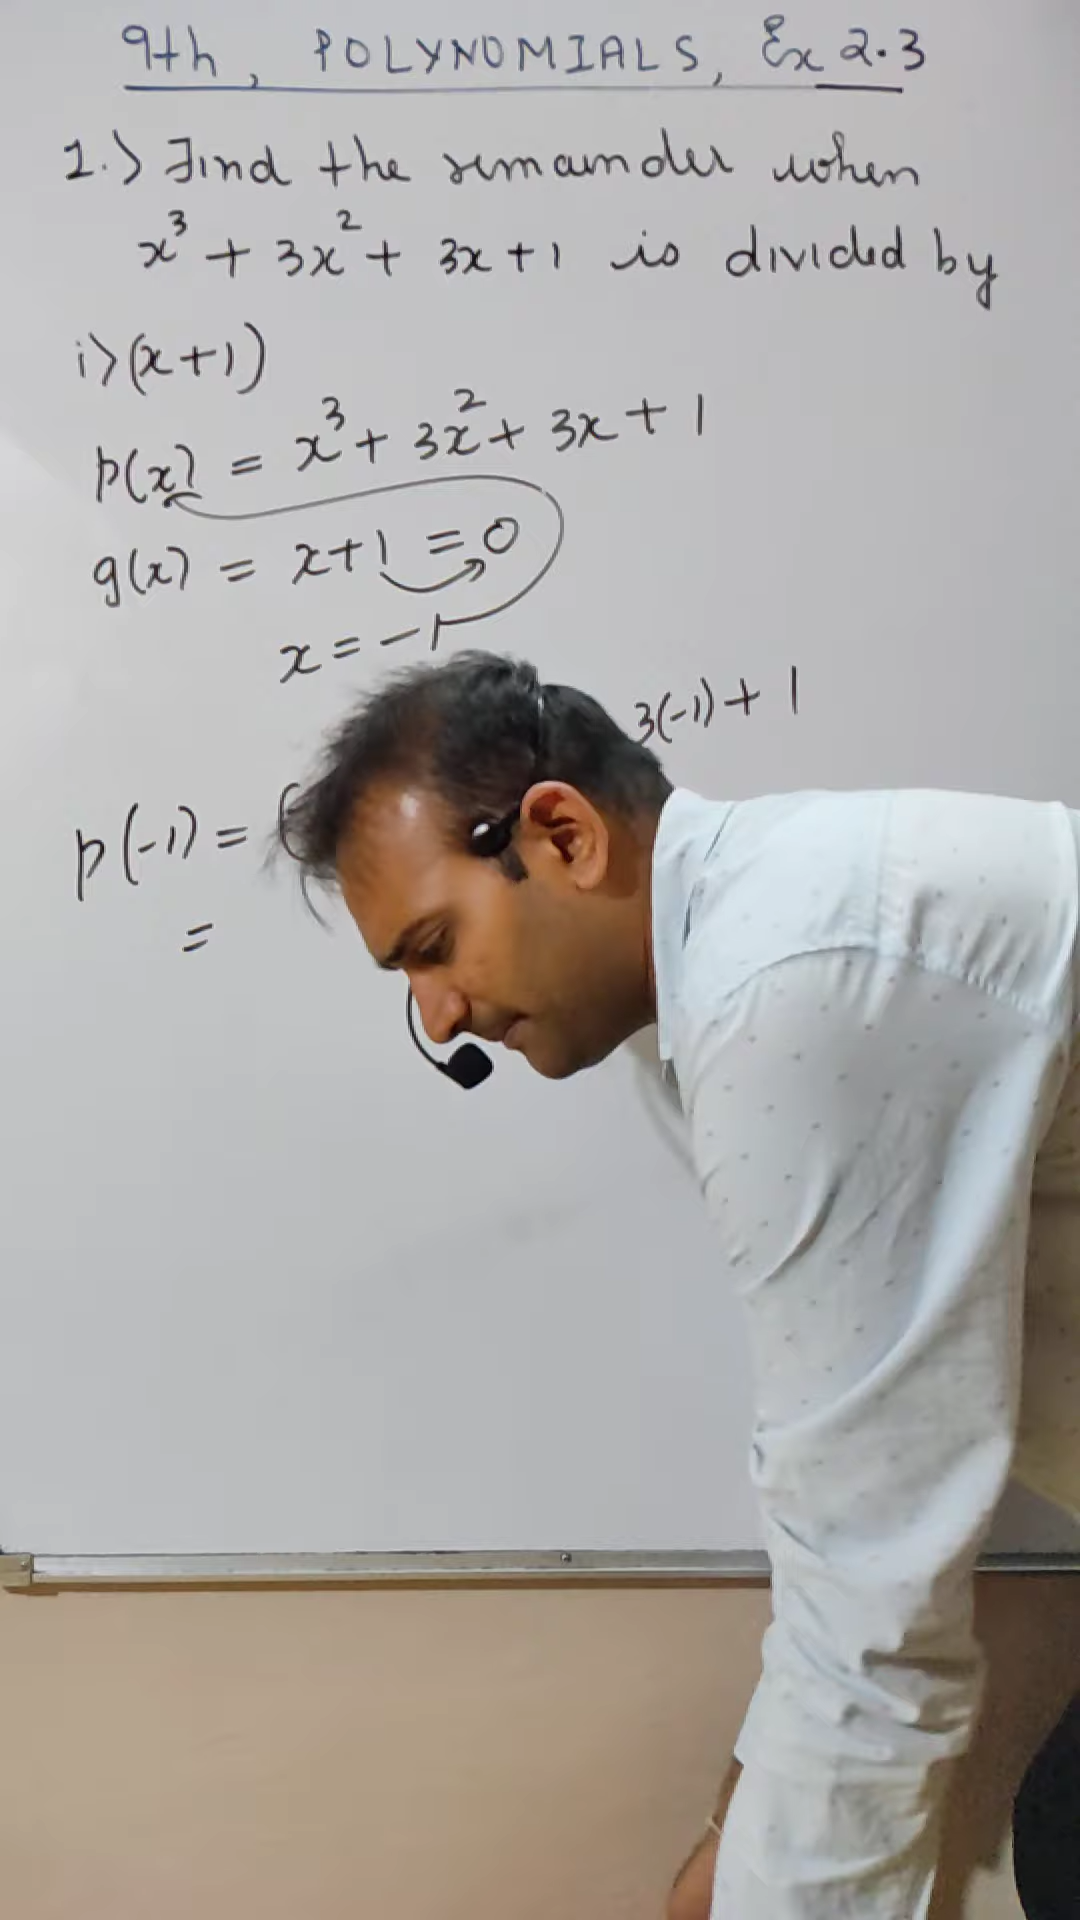 9th, POLYNOMIALS, Ex 2.3
1.) Find the remainder when
x³ + 3x² + 3x + 1 is divided by
i) (x+1)
p(x) = x³ + 3x² + 3x + 1
g(x) = x+1 = 0
x = -1
p(-1) = ( 3(-1) + 1
=